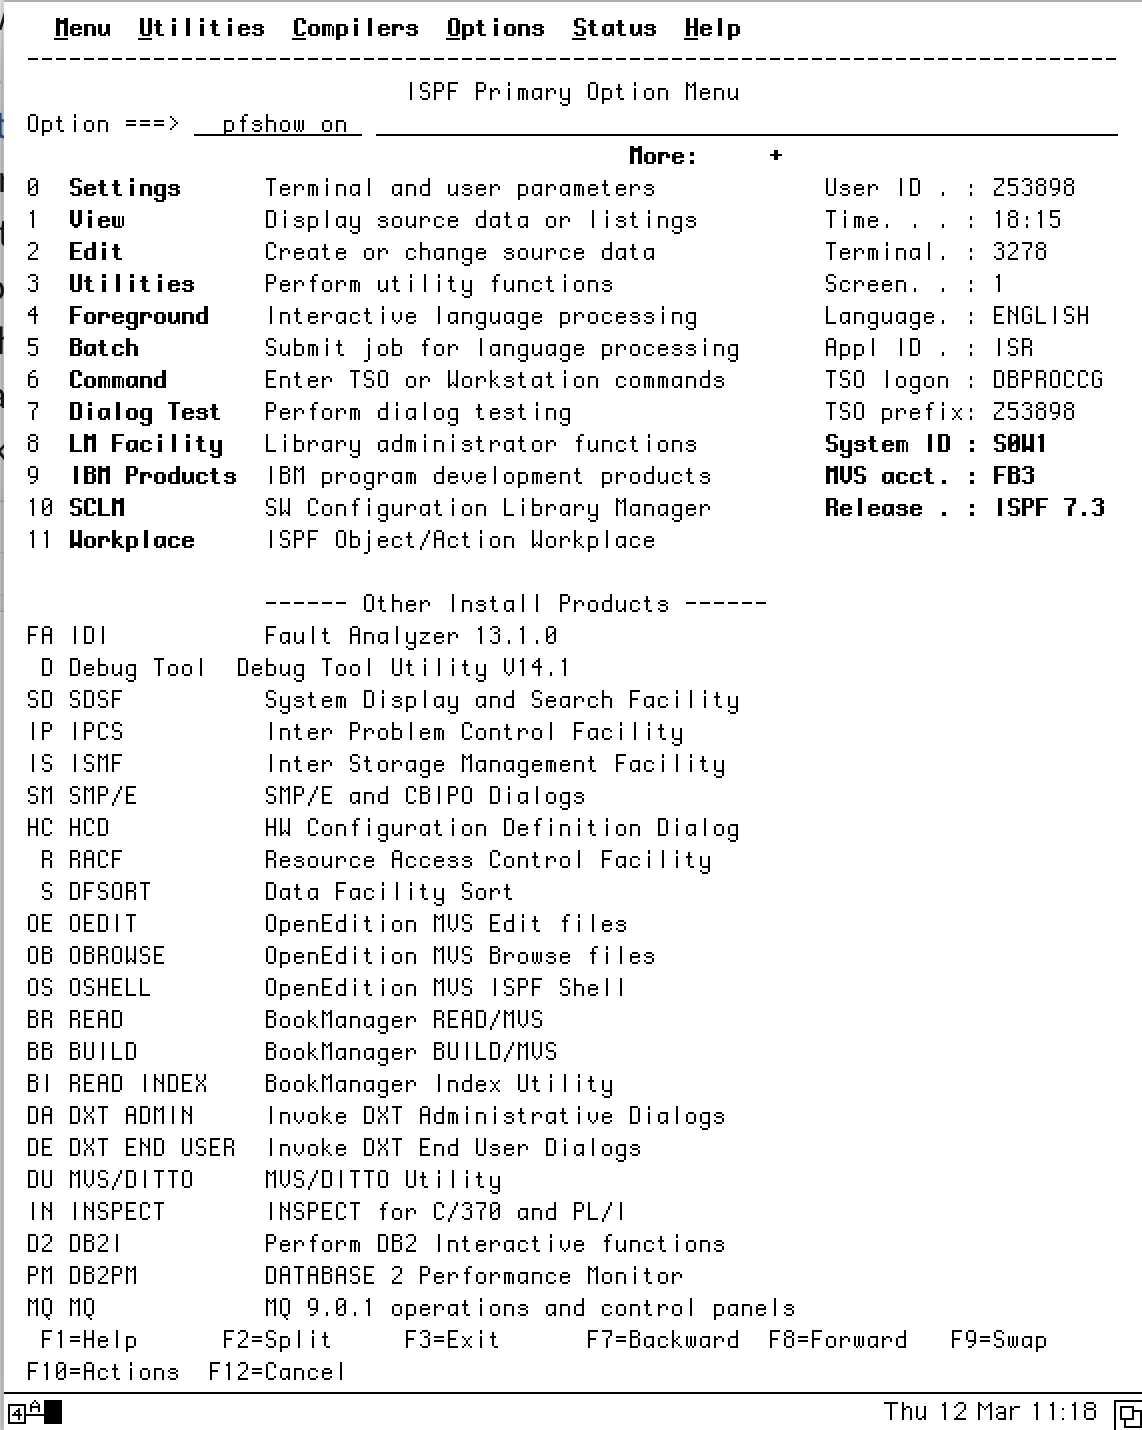 Menu  Utilities  Compilers  Options  Status  Help
--------------------------------------------------------------------------------
ISPF Primary Option Menu
Option ===> pfshow on
More:     +
0  Settings      Terminal and user parameters            User ID . : Z53898
1  View          Display source data or listings         Time. . . : 18:15
2  Edit          Create or change source data            Terminal. : 3278
3  Utilities     Perform utility functions               Screen. . : 1
4  Foreground    Interactive language processing         Language. : ENGLISH
5  Batch         Submit job for language processing      Appl ID . : ISR
6  Command       Enter TSO or Workstation commands       TSO logon : DBPROCCG
7  Dialog Test   Perform dialog testing                  TSO prefix: Z53898
8  LM Facility   Library administrator functions         System ID : S0W1
9  IBM Products  IBM program development products        MVS acct. : FB3
10 SCLM          SW Configuration Library Manager        Release . : ISPF 7.3
11 Workplace     ISPF Object/Action Workplace
------ Other Install Products ------
FA IDI           Fault Analyzer 13.1.0
D Debug Tool  Debug Tool Utility V14.1
SD SDSF          System Display and Search Facility
IP IPCS          Inter Problem Control Facility
IS ISMF          Inter Storage Management Facility
SM SMP/E         SMP/E and CBIPO Dialogs
HC HCD           HW Configuration Definition Dialog
R RACF          Resource Access Control Facility
S DFSORT        Data Facility Sort
OE OEDIT         OpenEdition MVS Edit files
OB OBROWSE       OpenEdition MVS Browse files
OS OSHELL        OpenEdition MVS ISPF Shell
BR READ          BookManager READ/MVS
BB BUILD         BookManager BUILD/MVS
BI READ INDEX    BookManager Index Utility
DA DXT ADMIN     Invoke DXT Administrative Dialogs
DE DXT END USER  Invoke DXT End User Dialogs
DU MVS/DITTO     MVS/DITTO Utility
IN INSPECT       INSPECT for C/370 and PL/I
D2 DB2I          Perform DB2 Interactive functions
PM DB2PM         DATABASE 2 Performance Monitor
MQ MQ            MQ 9.0.1 operations and control panels
F1=Help      F2=Split     F3=Exit      F7=Backward  F8=Forward   F9=Swap
F10=Actions  F12=Cancel
4 A Thu 12 Mar 11:18